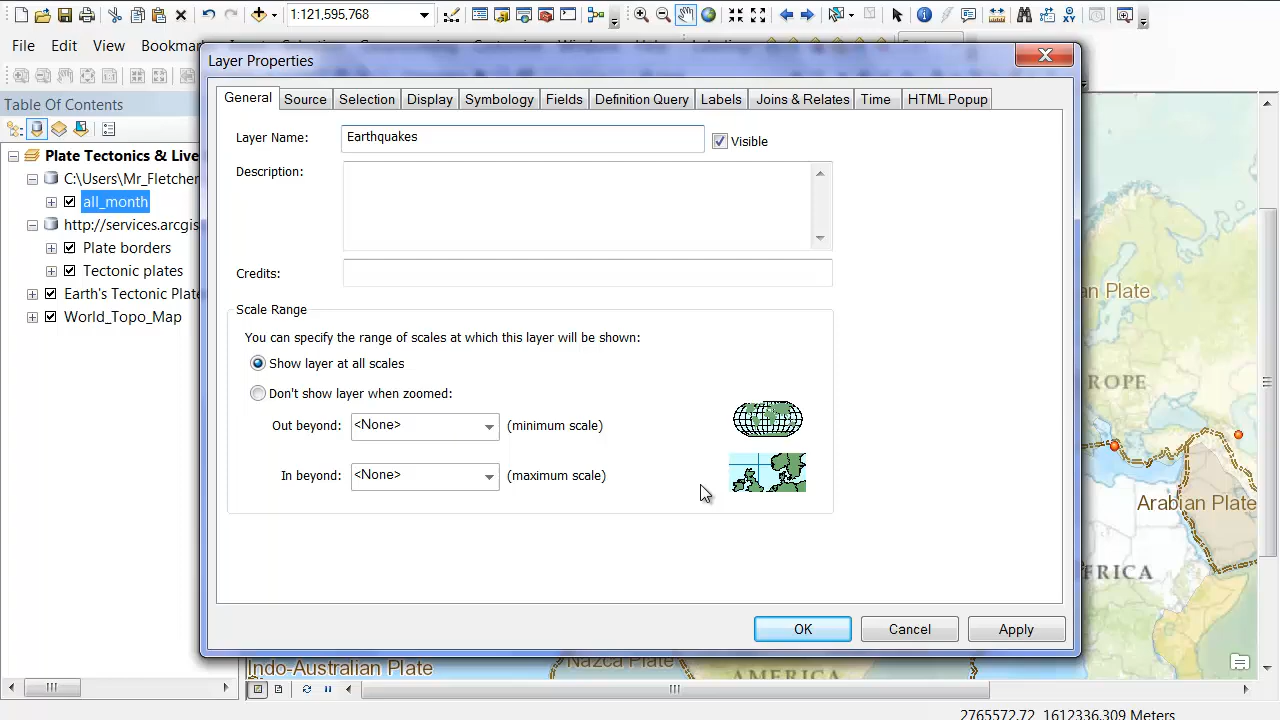 1:121,595,768
File Edit View Bookmar
Layer Properties
Table Of Contents
General Source Selection Display Symbology Fields Definition Query Labels Joins & Relates Time HTML Popup
Layer Name: Earthquakes Visible
Plate Tectonics & Live
Description:
C:\Users\Mr_Fletcher
all_month
http://services.arcgis
Plate borders
Tectonic plates
Credits:
Earth's Tectonic Plate
an Plate
Scale Range
World_Topo_Map
You can specify the range of scales at which this layer will be shown:
Show layer at all scales
ROPE
Don't show layer when zoomed:
Out beyond: <None> (minimum scale)
In beyond: <None> (maximum scale)
Arabian Plate
RICA
OK Cancel Apply
Indo-Australian Plate
Nazca Plate
AMERICA
2765572.72 1612336.309 Meters